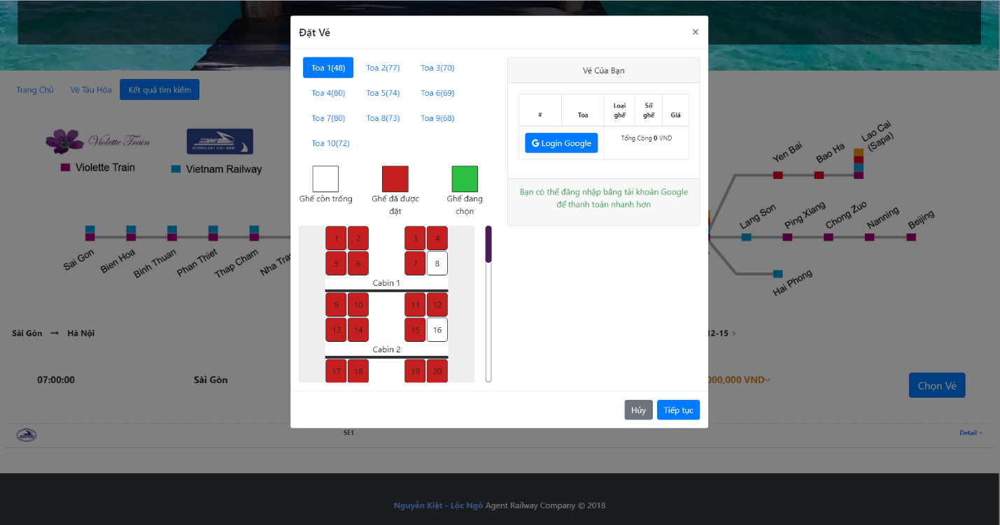 Đặt Vé
×
Toa 1(48) Toa 2(77) Toa 3(70)
Toa 4(80) Toa 5(74) Toa 6(69)
Toa 7(80) Toa 8(73) Toa 9(68)
Toa 10(72)
Ghế còn trống
Ghế đã được
đặt
Ghế đang
chọn
1 2 3 4
5 6 7 8
Cabin 1
9 10 11 12
13 14 15 16
Cabin 2
17 18 19 20
Vé Của Bạn
# Toa Loại ghế Số ghế Giá
Login Google Tổng Cộng 0 VND
Bạn có thể đăng nhập bằng tài khoản Google
để thanh toán nhanh hơn
Hủy Tiếp tục
Trang Chủ Vé Tàu Hỏa Kết quả tìm kiếm
Violette Train
VNR
ĐƯỜNG SẮT VIỆT NAM
Violette Train Vietnam Railway
Sai Gon
Bien Hoa
Binh Thuan
Phan Thiet
Thap Cham
Nha Tra
Yen Bai
Bao Ha
Lao Cai
(Sapa)
Lang Son
Ping Xiang
Chong Zuo
Nanning
Beijing
Hai Phong
Sài Gòn → Hà Nội 12-15 >
07:00:00 Sài Gòn 000,000 VND Chọn Vé
SE1 Detail
Nguyễn Kiệt - Lộc Ngô Agent Railway Company © 2018